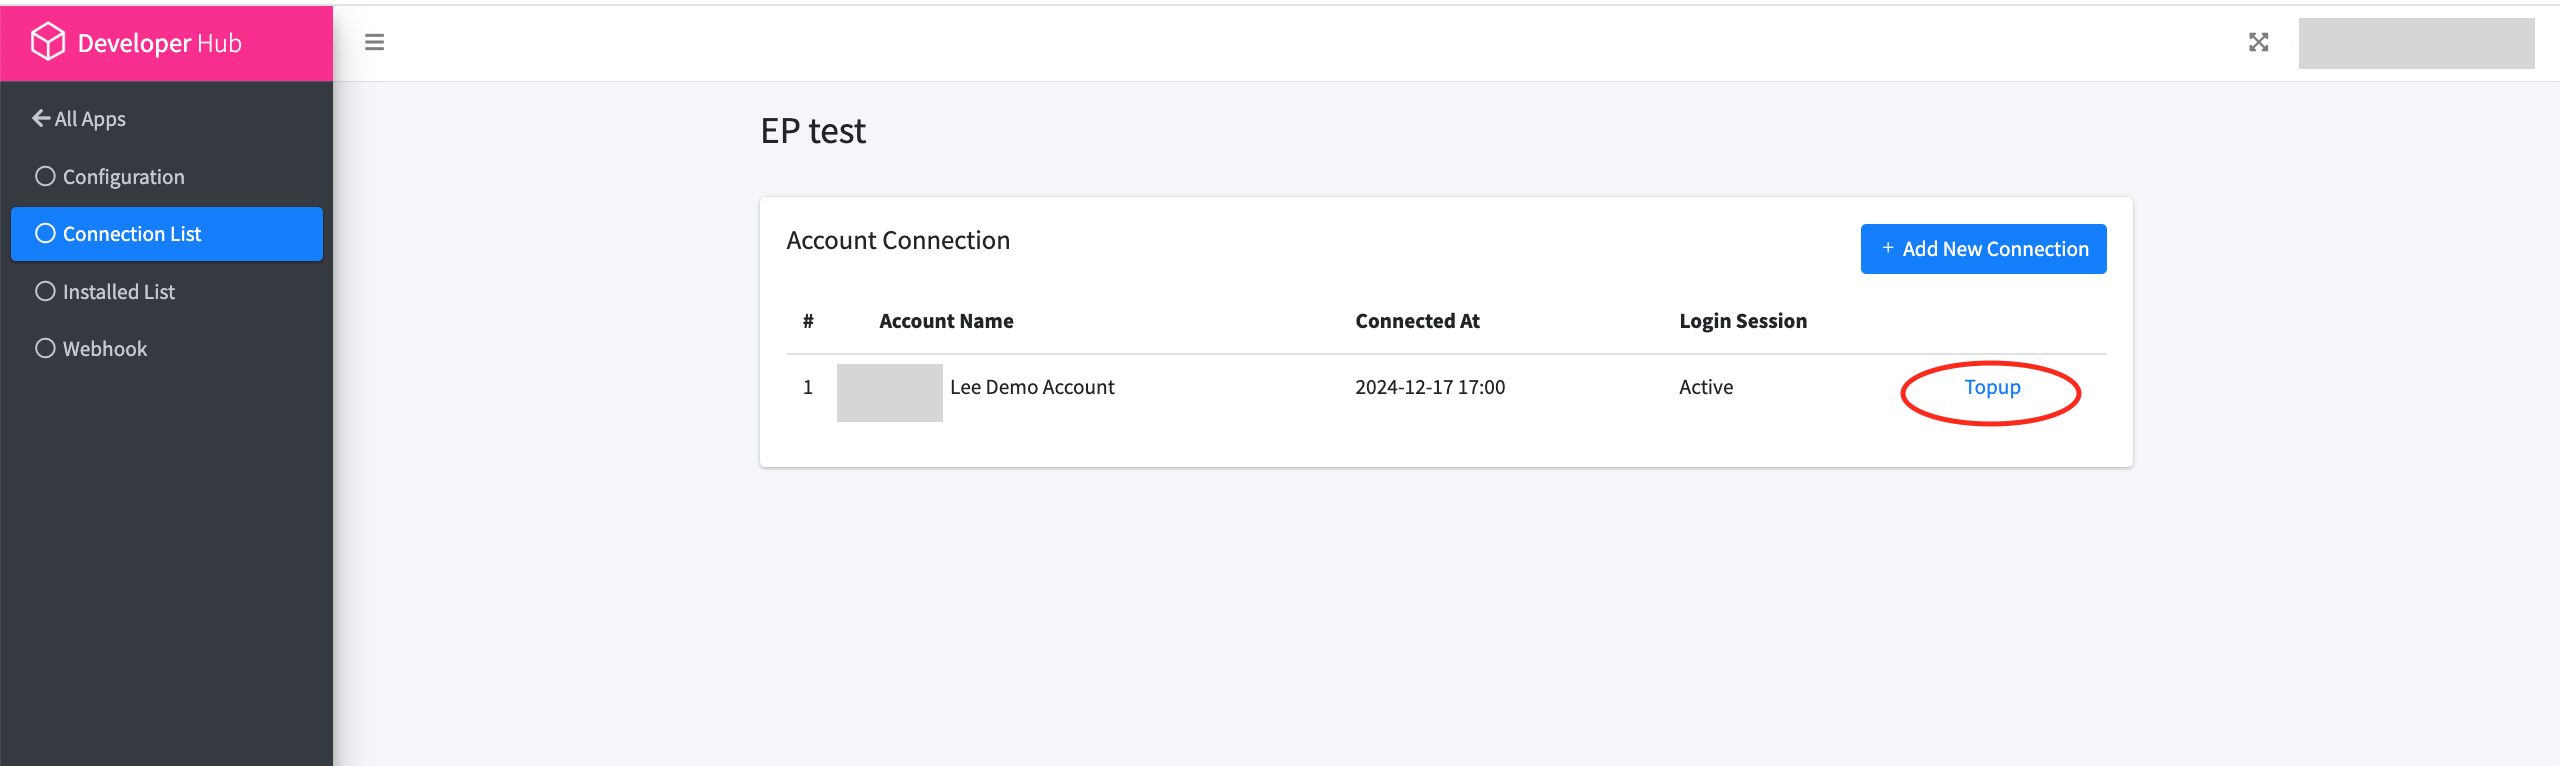 Developer Hub
All Apps
Configuration
Connection List
Installed List
Webhook
EP test
Account Connection
+ Add New Connection
# Account Name Connected At Login Session
1 Lee Demo Account 2024-12-17 17:00 Active Topup